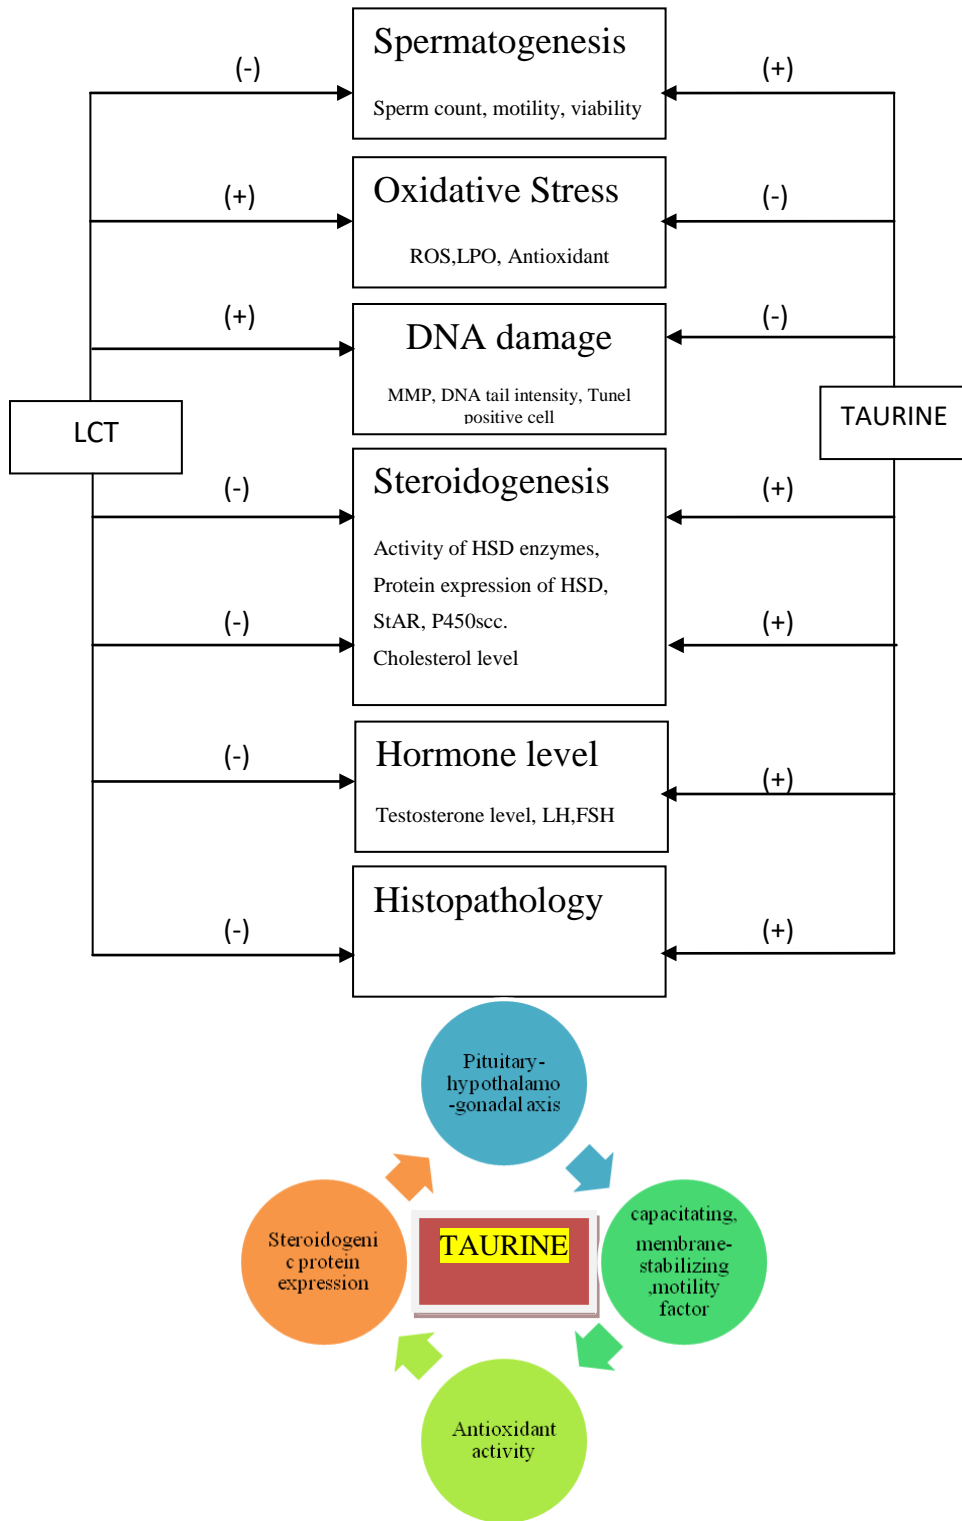 Spermatogenesis
(-)
(+)
Sperm count, motility, viability
Oxidative Stress
(+)
(-)
ROS,LPO, Antioxidant
(+)
(-)
DNA damage
MMP, DNA tail intensity, Tunel
positive cell
LCT
TAURINE
Steroidogenesis
(-)
(+)
Activity of HSD enzymes,
Protein expression of HSD,
StAR, P450scc.
(-)
(+)
Cholesterol level
Hormone level
(-)
(+)
Testosterone level, LH,FSH
Histopathology
(-)
(+)
Pituitary-
hypothalamo
-gonadal axis
capacitating,
membrane-
stabilizing
,motility
factor
TAURINE
Steroidogeni
c protein
expression
Antioxidant
activity